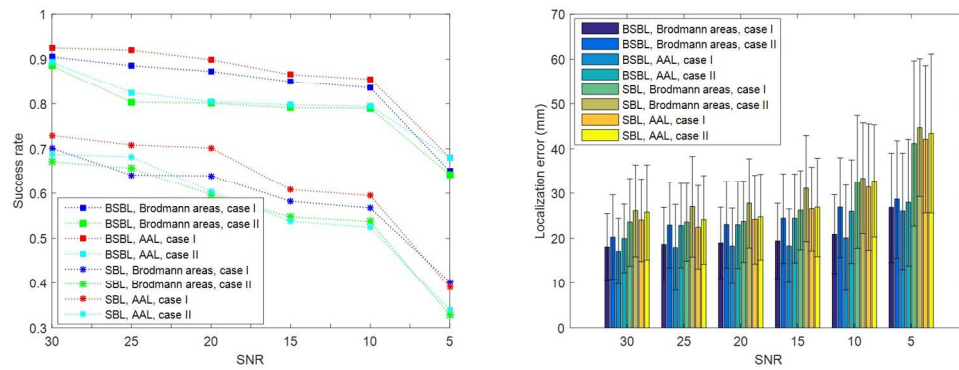 1
0.9
0.8
0.7
0.6
0.5
0.4
0.3
Success rate
BSBL, Brodmann areas, case I
BSBL, Brodmann areas, case II
BSBL, AAL, case I
BSBL, AAL, case II
SBL, Brodmann areas, case I
SBL, Brodmann areas, case II
SBL, AAL, case I
SBL, AAL, case II
30 25 20 15 10 5
SNR
70
60
50
40
30
20
10
0
Localization error (mm)
BSBL, Brodmann areas, case I
BSBL, Brodmann areas, case II
BSBL, AAL, case I
BSBL, AAL, case II
SBL, Brodmann areas, case I
SBL, Brodmann areas, case II
SBL, AAL, case I
SBL, AAL, case II
30 25 20 15 10 5
SNR